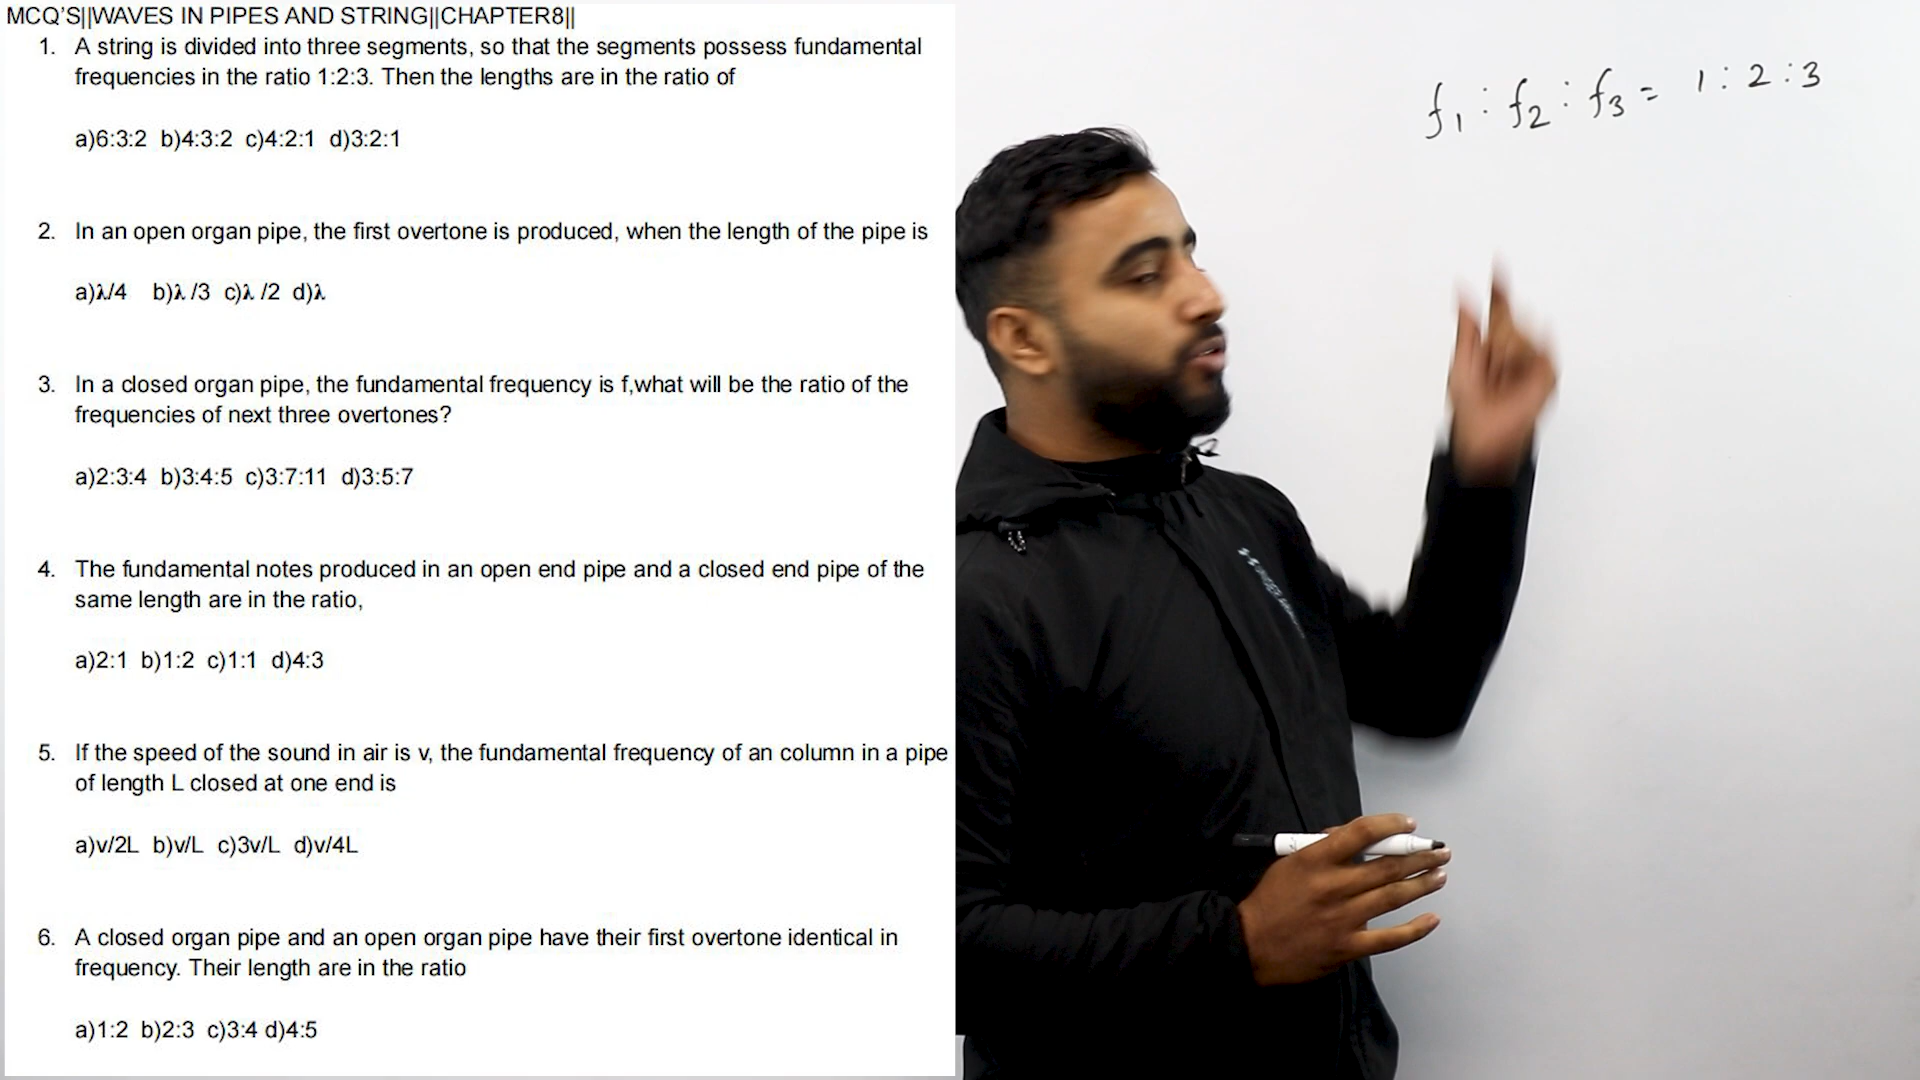 MCQ'S||WAVES IN PIPES AND STRING||CHAPTER8||
1. A string is divided into three segments, so that the segments possess fundamental
frequencies in the ratio 1:2:3. Then the lengths are in the ratio of
a)6:3:2 b)4:3:2 c)4:2:1 d)3:2:1
2. In an open organ pipe, the first overtone is produced, when the length of the pipe is
a)λ/4 b)λ /3 c)λ /2 d)λ
3. In a closed organ pipe, the fundamental frequency is f,what will be the ratio of the
frequencies of next three overtones?
a)2:3:4 b)3:4:5 c)3:7:11 d)3:5:7
4. The fundamental notes produced in an open end pipe and a closed end pipe of the
same length are in the ratio,
a)2:1 b)1:2 c)1:1 d)4:3
5. If the speed of the sound in air is v, the fundamental frequency of an column in a pipe
of length L closed at one end is
a)v/2L b)v/L c)3v/L d)v/4L
6. A closed organ pipe and an open organ pipe have their first overtone identical in
frequency. Their length are in the ratio
a)1:2 b)2:3 c)3:4 d)4:5
f₁ : f₂ : f₃ = 1 : 2 : 3